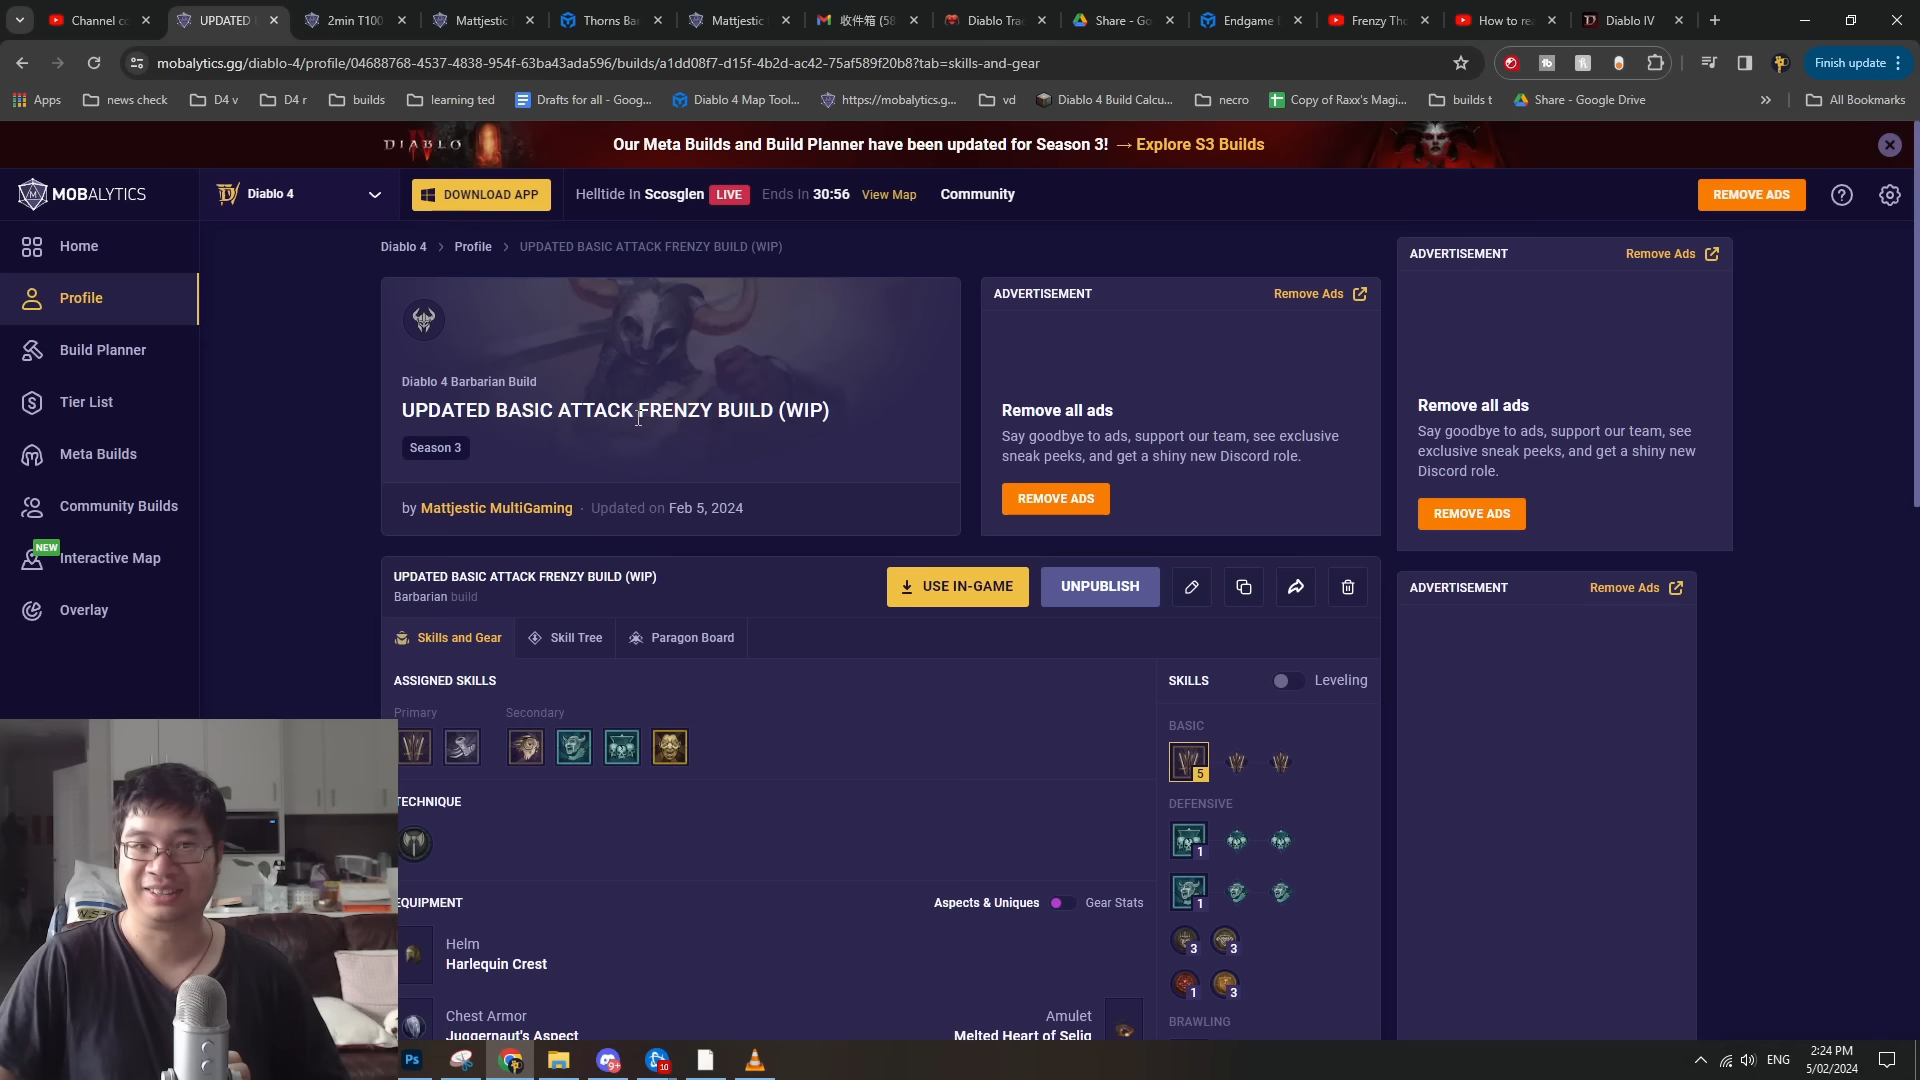 Channel co
UPDATED
2min T100
Mattjestic
Thorns Bar
Mattjestic
收件箱 (58
Diablo Tra
Share - Go
Endgame
Frenzy Tho
How to re
Diablo IV
mobalytics.gg/diablo-4/profile/04688768-4537-4838-954f-63ba43ada596/builds/a1dd08f7-d15f-4b2d-ac42-75af589f20b8?tab=skills-and-gear
Finish update
Apps
news check
D4 v
D4 r
builds
learning ted
Drafts for all - Goog...
Diablo 4 Map Tool...
https://mobalytics.g...
vd
Diablo 4 Build Calcu...
necro
Copy of Raxx's Magi...
builds t
Share - Google Drive
All Bookmarks
DIABLO
Our Meta Builds and Build Planner have been updated for Season 3! → Explore S3 Builds
MOBALYTICS
Diablo 4
DOWNLOAD APP
Helltide In Scosglen LIVE Ends In 30:56 View Map
Community
REMOVE ADS
Home
Profile
Build Planner
Tier List
Meta Builds
Community Builds
NEW
Interactive Map
Overlay
Diablo 4 > Profile > UPDATED BASIC ATTACK FRENZY BUILD (WIP)
Diablo 4 Barbarian Build
UPDATED BASIC ATTACK FRENZY BUILD (WIP)
Season 3
by Mattjestic MultiGaming · Updated on Feb 5, 2024
ADVERTISEMENT
Remove Ads
Remove all ads
Say goodbye to ads, support our team, see exclusive
sneak peeks, and get a shiny new Discord role.
REMOVE ADS
ADVERTISEMENT
Remove Ads
Remove all ads
Say goodbye to ads, support our
team, see exclusive sneak peeks, and get a shiny new
Discord role.
REMOVE ADS
ADVERTISEMENT
Remove Ads
UPDATED BASIC ATTACK FRENZY BUILD (WIP)
Barbarian build
USE IN-GAME
UNPUBLISH
Skills and Gear
Skill Tree
Paragon Board
ASSIGNED SKILLS
Primary
Secondary
TECHNIQUE
EQUIPMENT
Aspects & Uniques
Gear Stats
Helm
Harlequin Crest
Chest Armor
Juggernaut's Aspect
Amulet
Melted Heart of Selig
SKILLS
Leveling
BASIC
5
DEFENSIVE
1
1
3
3
1
3
BRAWLING
Ps
9+
10
ENG
2:24 PM
5/02/2024